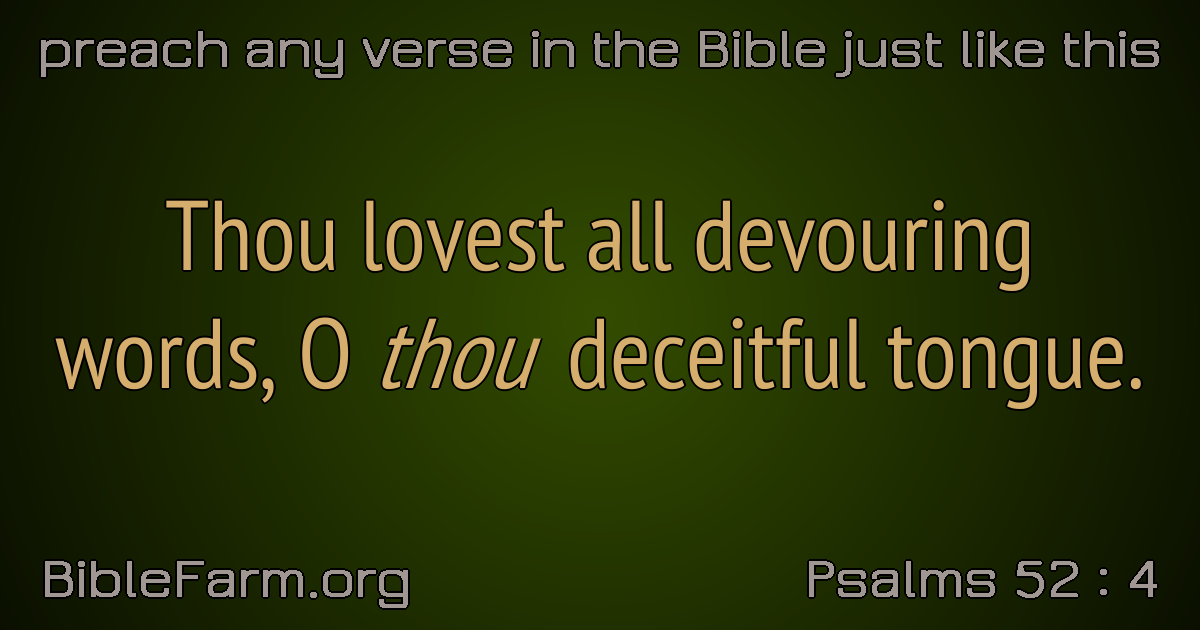 preach any verse in the Bible just like this
Thou lovest all devouring
words, O thou deceitful tongue.
BibleFarm.org
Psalms 52 : 4